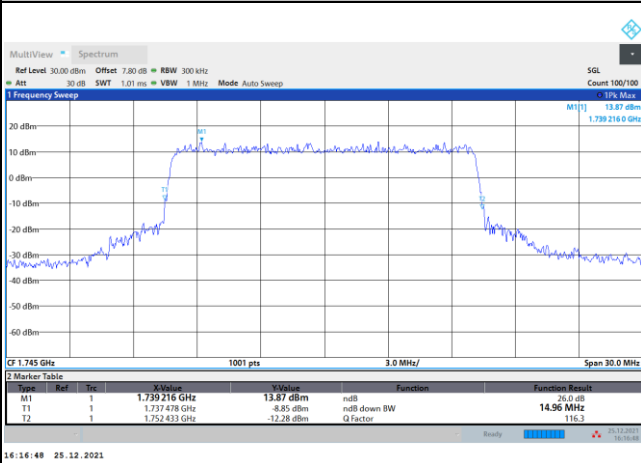 MultiView Spectrum
Ref Level 30.00 dBm Offset 7.80 dB RBW 300 kHz SGL
Att 30 dB SWT 1.01 ms VBW 1 MHz Mode Auto Sweep Count 100/100
1 Frequency Sweep 1Pk Max
M1[1] 13.87 dBm
1.739 216 0 GHz
20 dBm
M1
10 dBm
0 dBm
T1
T2
-10 dBm
-20 dBm
-30 dBm
-40 dBm
-50 dBm
-60 dBm
CF 1.745 GHz 1001 pts 3.0 MHz/ Span 30.0 MHz
2 Marker Table
Type Ref Trc X-Value Y-Value Function Function Result
M1 1 1.739 216 GHz 13.87 dBm ndB 26.0 dB
T1 1 1.737 478 GHz -8.85 dBm ndB down BW 14.96 MHz
T2 1 1.752 433 GHz -12.28 dBm Q Factor 116.3
Ready 25.12.2021
16:16:48
16:16:48 25.12.2021